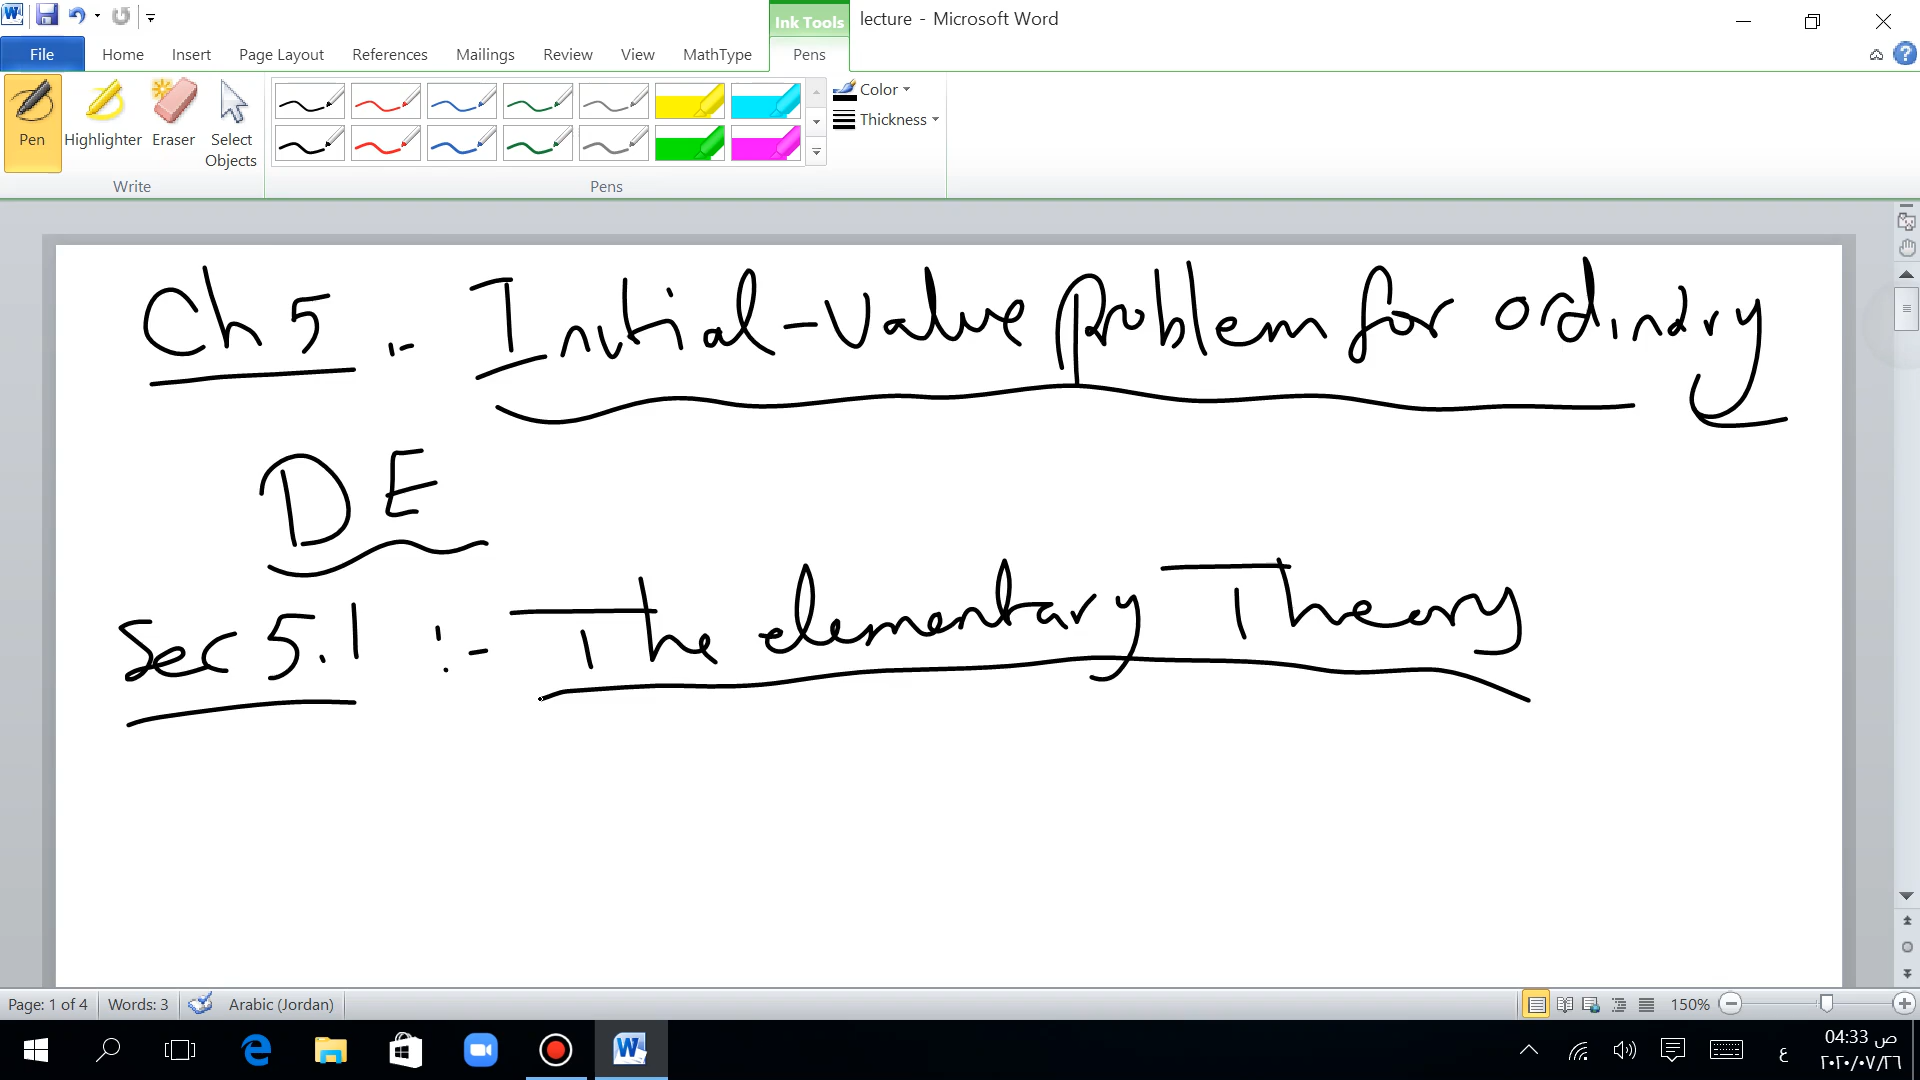 lecture - Microsoft Word
Ink Tools
File Home Insert Page Layout References Mailings Review View MathType Pens
Pen Highlighter Eraser Select Objects
Color
Thickness
Write Pens
Ch 5 :- Initial-Value problem for ordinary
DE
Sec 5.1 :- The elementary Theory
Page: 1 of 4 Words: 3 Arabic (Jordan) 150%
ع
04:33 ص
٢٠٢٠/٠٧/٢٦